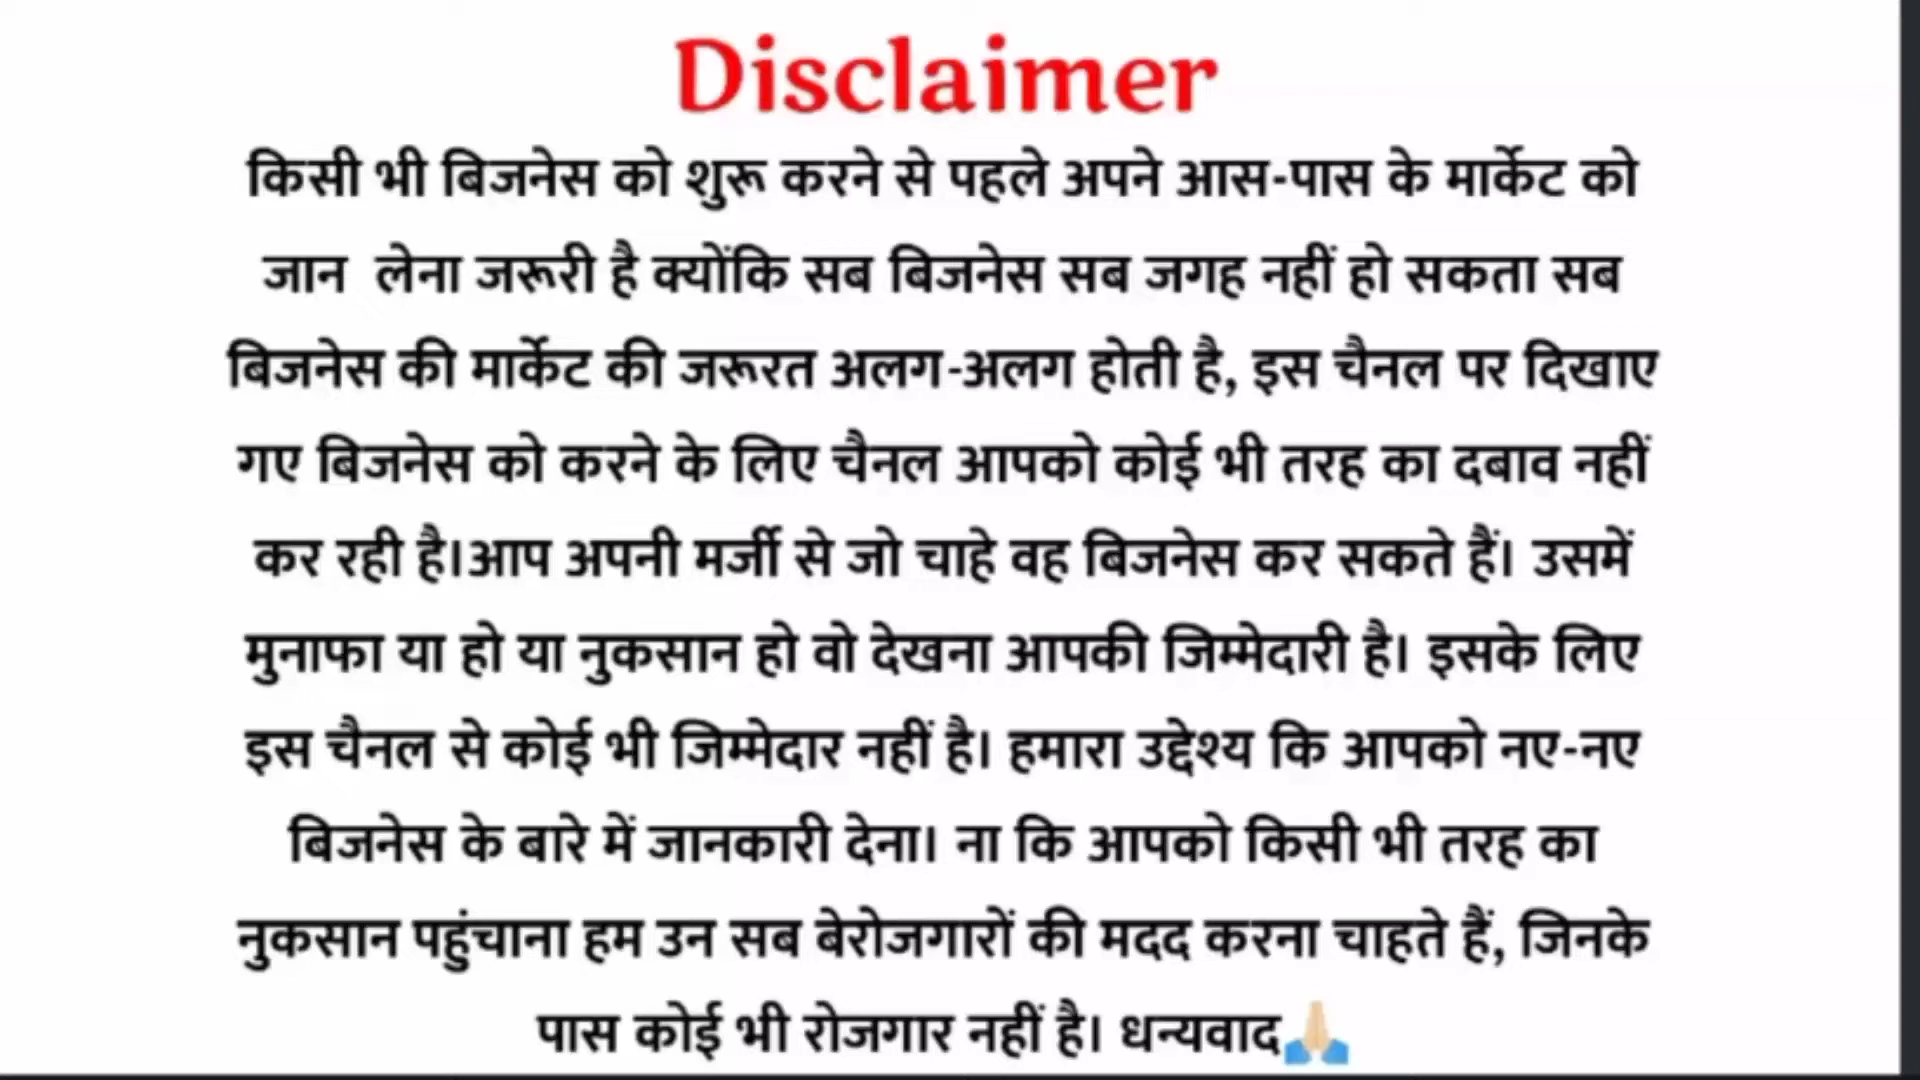 Disclaimer
किसी भी बिजनेस को शुरू करने से पहले अपने आस-पास के मार्केट को
जान लेना जरूरी है क्योंकि सब बिजनेस सब जगह नहीं हो सकता सब
बिजनेस की मार्केट की जरूरत अलग-अलग होती है, इस चैनल पर दिखाए
गए बिजनेस को करने के लिए चैनल आपको कोई भी तरह का दबाव नहीं
कर रही है।आप अपनी मर्जी से जो चाहे वह बिजनेस कर सकते हैं। उसमें
मुनाफा या हो या नुकसान हो वो देखना आपकी जिम्मेदारी है। इसके लिए
इस चैनल से कोई भी जिम्मेदार नहीं है। हमारा उद्देश्य कि आपको नए-नए
बिजनेस के बारे में जानकारी देना। ना कि आपको किसी भी तरह का
नुकसान पहुंचाना हम उन सब बेरोजगारों की मदद करना चाहते हैं, जिनके
पास कोई भी रोजगार नहीं है। धन्यवाद🙏🏻